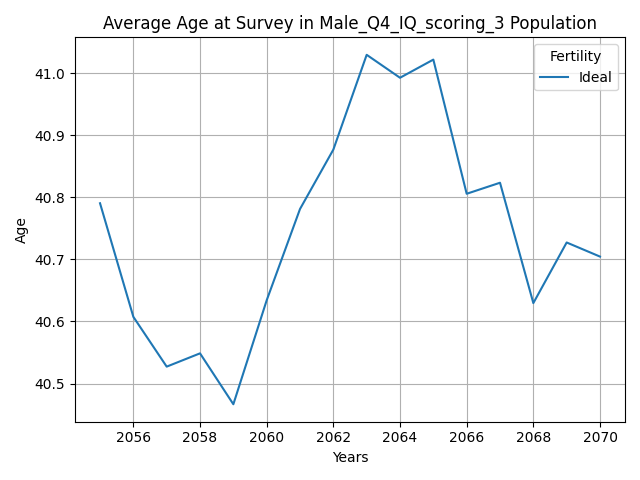 Average Age at Survey in Male_Q4_IQ_scoring_3 Population
Fertility
Ideal
41.0
40.9
40.8
40.7
40.6
40.5
Age
2056 2058 2060 2062 2064 2066 2068 2070
Years